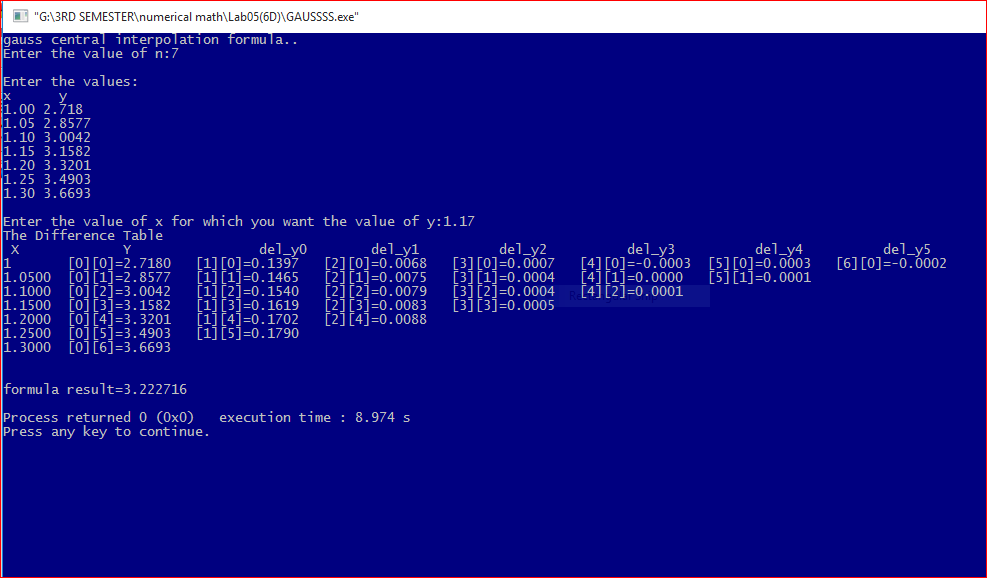 "G:\3RD SEMESTER\numerical math\Lab05(6D)\GAUSSSS.exe"
gauss central interpolation formula..
Enter the value of n:7
Enter the values:
x y
1.00 2.718
1.05 2.8577
1.10 3.0042
1.15 3.1582
1.20 3.3201
1.25 3.4903
1.30 3.6693
Enter the value of x for which you want the value of y:1.17
The Difference Table
X Y del_y0 del_y1 del_y2 del_y3 del_y4 del_y5
1 [0][0]=2.7180 [1][0]=0.1397 [2][0]=0.0068 [3][0]=0.0007 [4][0]=-0.0003 [5][0]=0.0003 [6][0]=-0.0002
1.0500 [0][1]=2.8577 [1][1]=0.1465 [2][1]=0.0075 [3][1]=0.0004 [4][1]=0.0000 [5][1]=0.0001
1.1000 [0][2]=3.0042 [1][2]=0.1540 [2][2]=0.0079 [3][2]=0.0004 [4][2]=0.0001
1.1500 [0][3]=3.1582 [1][3]=0.1619 [2][3]=0.0083 [3][3]=0.0005
1.2000 [0][4]=3.3201 [1][4]=0.1702 [2][4]=0.0088
1.2500 [0][5]=3.4903 [1][5]=0.1790
1.3000 [0][6]=3.6693
formula result=3.222716
Process returned 0 (0x0) execution time : 8.974 s
Press any key to continue.